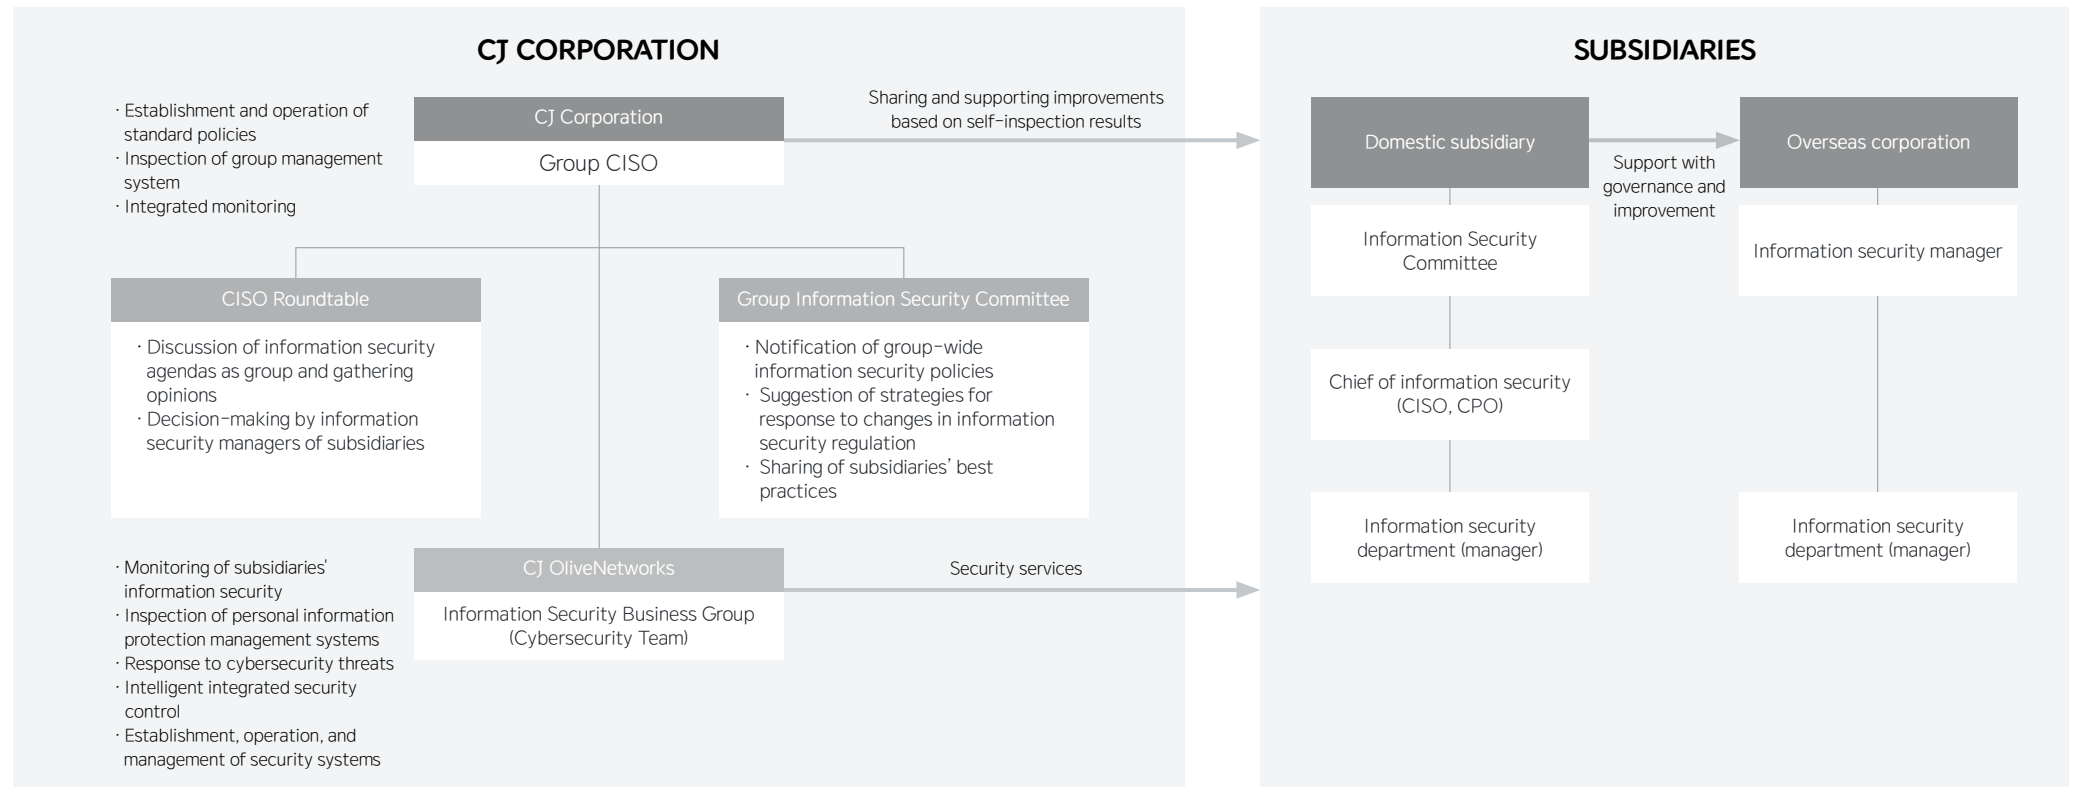 CJ CORPORATION
· Establishment and operation of
standard policies
· Inspection of group management
system
· Integrated monitoring
CJ Corporation
Group CISO
Sharing and supporting improvements
based on self-inspection results
CISO Roundtable
· Discussion of information security
agendas as group and gathering
opinions
· Decision-making by information
security managers of subsidiaries
Group Information Security Committee
· Notification of group-wide
information security policies
· Suggestion of strategies for
response to changes in information
security regulation
· Sharing of subsidiaries’ best
practices
· Monitoring of subsidiaries'
information security
· Inspection of personal information
protection management systems
· Response to cybersecurity threats
· Intelligent integrated security
control
· Establishment, operation, and
management of security systems
CJ OliveNetworks
Information Security Business Group
(Cybersecurity Team)
Security services
SUBSIDIARIES
Domestic subsidiary
Support with
governance and
improvement
Overseas corporation
Information Security
Committee
Chief of information security
(CISO, CPO)
Information security
department (manager)
Information security manager
Information security
department (manager)